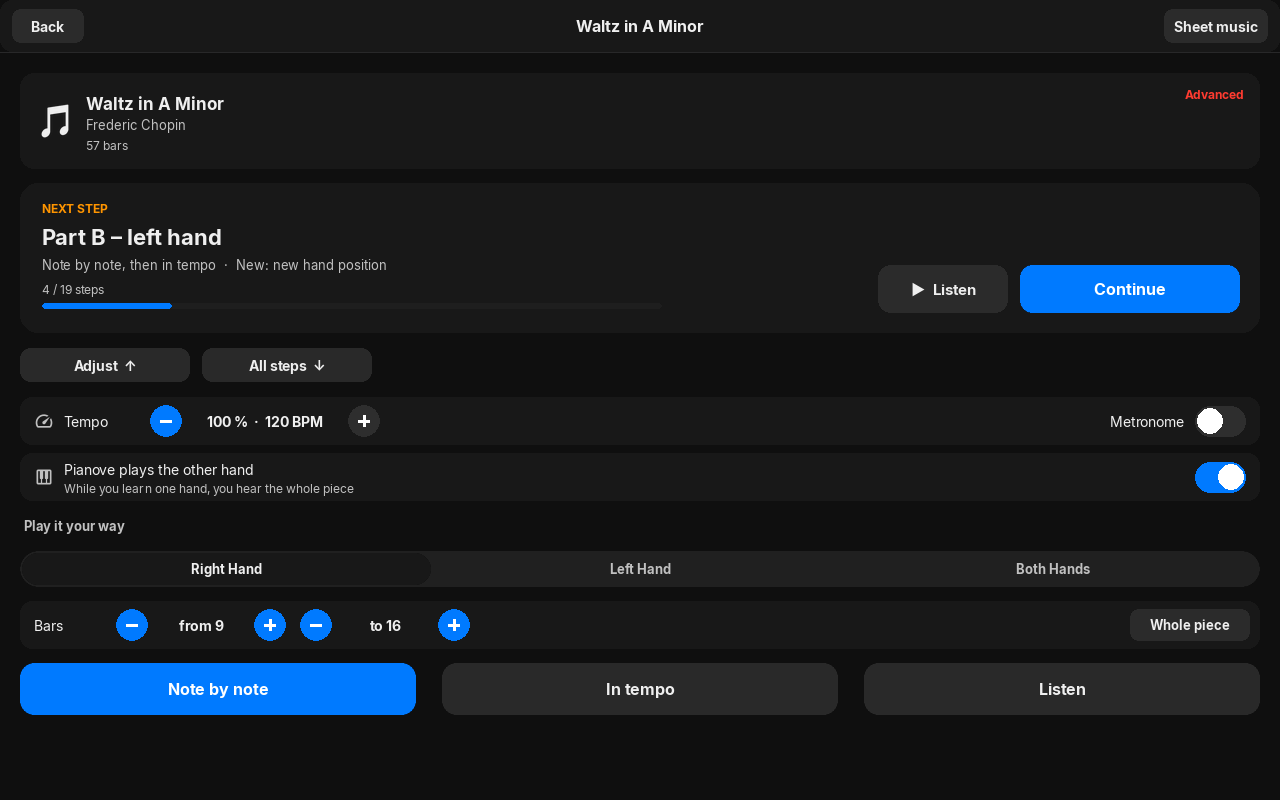 Back
Waltz in A Minor
Sheet music
Waltz in A Minor
Advanced
Frederic Chopin
57 bars
NEXT STEP
Part B – left hand
Note by note, then in tempo · New: new hand position
4 / 19 steps
Listen
Continue
Adjust ↑
All steps ↓
Tempo
100 % · 120 BPM
Metronome
Pianove plays the other hand
While you learn one hand, you hear the whole piece
Play it your way
Right Hand
Left Hand
Both Hands
Bars
from 9
to 16
Whole piece
Note by note
In tempo
Listen